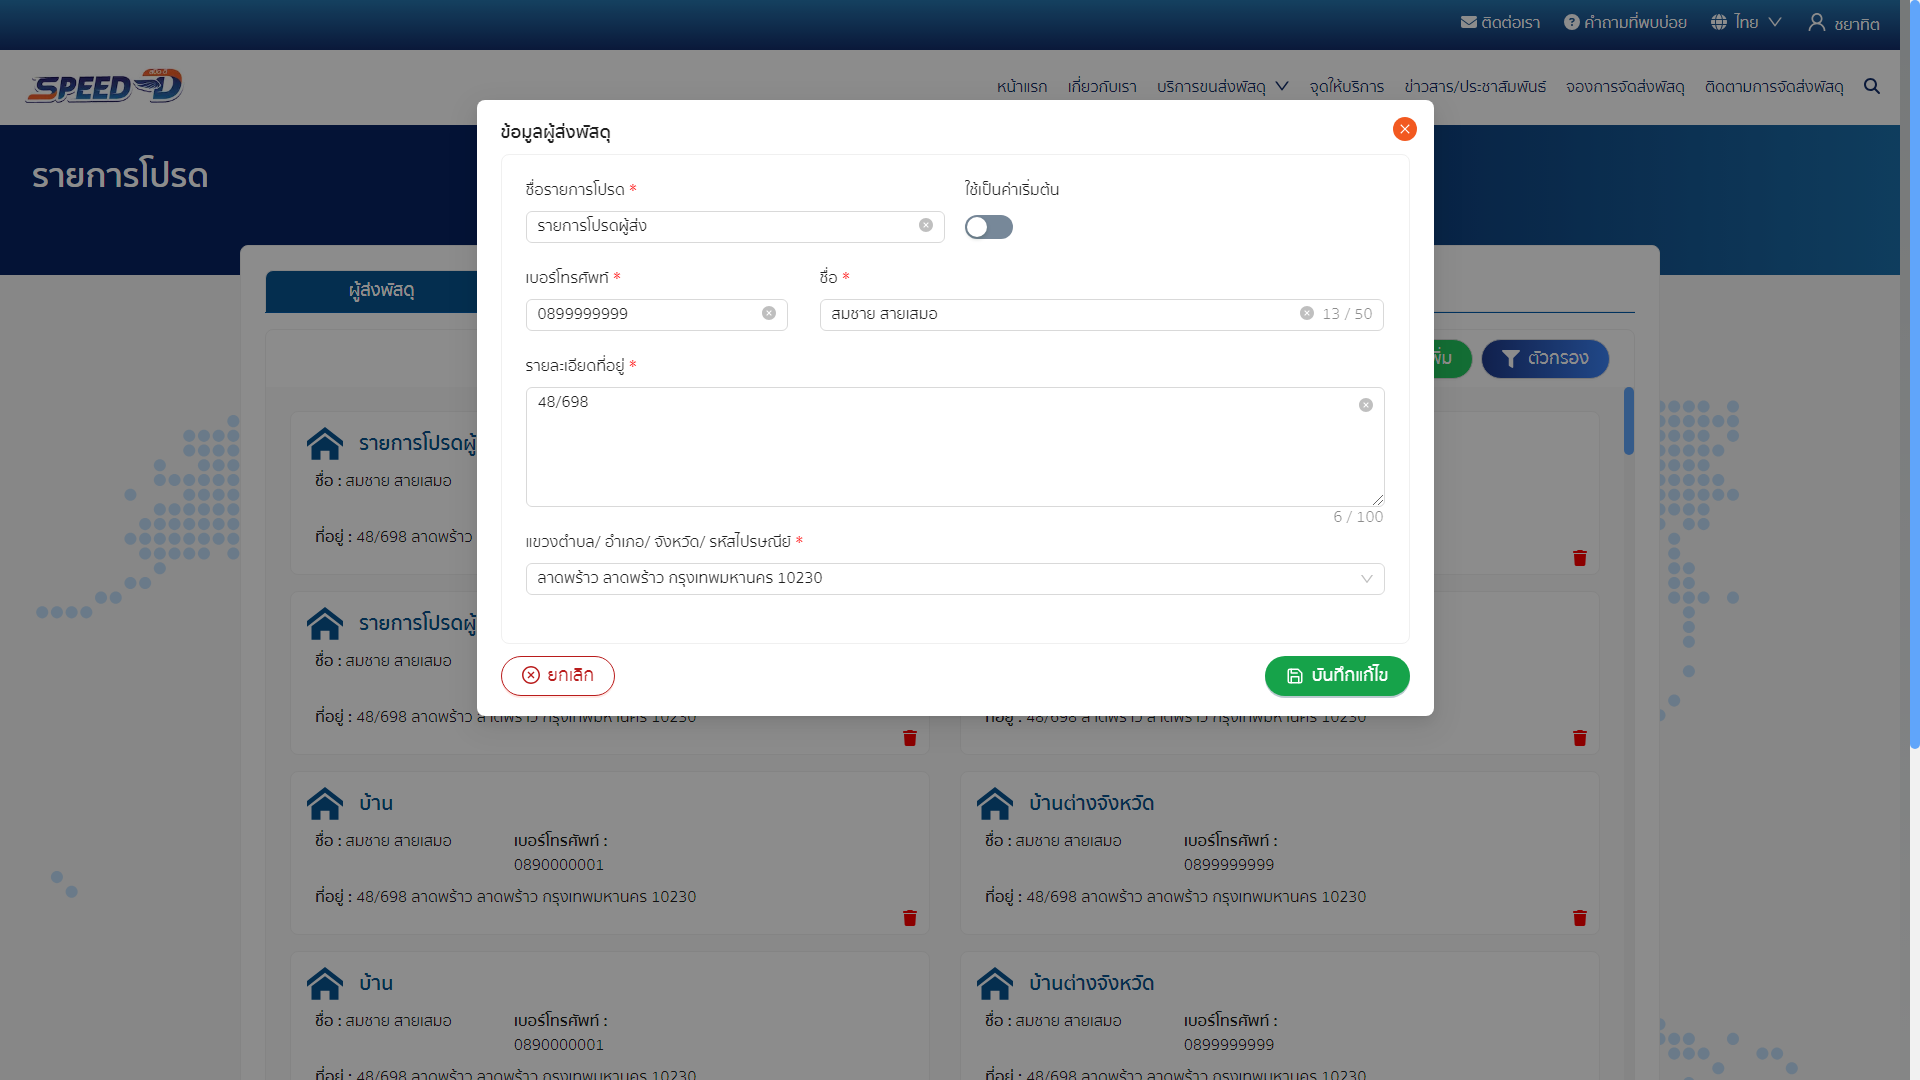 ติดต่อเรา
คำถามที่พบบ่อย
ไทย
ชยาทิต
SPEED D
หน้าแรก
เกี่ยวกับเรา
บริการขนส่งพัสดุ
จุดให้บริการ
ข่าวสาร/ประชาสัมพันธ์
จองการจัดส่งพัสดุ
ติดตามการจัดส่งพัสดุ
รายการโปรด
ผู้ส่งพัสดุ
ข้อมูลผู้ส่งพัสดุ
ชื่อรายการโปรด *
ใช้เป็นค่าเริ่มต้น
รายการโปรดผู้ส่ง
เบอร์โทรศัพท์ *
ชื่อ *
0899999999
สมชาย สายเสมอ
13 / 50
รายละเอียดที่อยู่ *
48/698
6 / 100
แขวงตำบล/ อำเภอ/ จังหวัด/ รหัสไปรษณีย์ *
ลาดพร้าว ลาดพร้าว กรุงเทพมหานคร 10230
ยกเลิก
บันทึกแก้ไข
ตัวกรอง
รายการโปรดผู้
ชื่อ : สมชาย สายเสมอ
ที่อยู่ : 48/698 ลาดพร้าว
รายการโปรดผู้
ชื่อ : สมชาย สายเสมอ
ที่อยู่ : 48/698 ลาดพร้าว ลาดพร้าว กรุงเทพมหานคร 10230
ที่อยู่ : 48/698 ลาดพร้าว ลาดพร้าว กรุงเทพมหานคร 10230
บ้าน
ชื่อ : สมชาย สายเสมอ
เบอร์โทรศัพท์ :
0890000001
ที่อยู่ : 48/698 ลาดพร้าว ลาดพร้าว กรุงเทพมหานคร 10230
บ้านต่างจังหวัด
ชื่อ : สมชาย สายเสมอ
เบอร์โทรศัพท์ :
0899999999
ที่อยู่ : 48/698 ลาดพร้าว ลาดพร้าว กรุงเทพมหานคร 10230
บ้าน
ชื่อ : สมชาย สายเสมอ
เบอร์โทรศัพท์ :
0890000001
ที่อยู่ : 48/698 ลาดพร้าว ลาดพร้าว กรุงเทพมหานคร 10230
บ้านต่างจังหวัด
ชื่อ : สมชาย สายเสมอ
เบอร์โทรศัพท์ :
0899999999
ที่อยู่ : 48/698 ลาดพร้าว ลาดพร้าว กรุงเทพมหานคร 10230